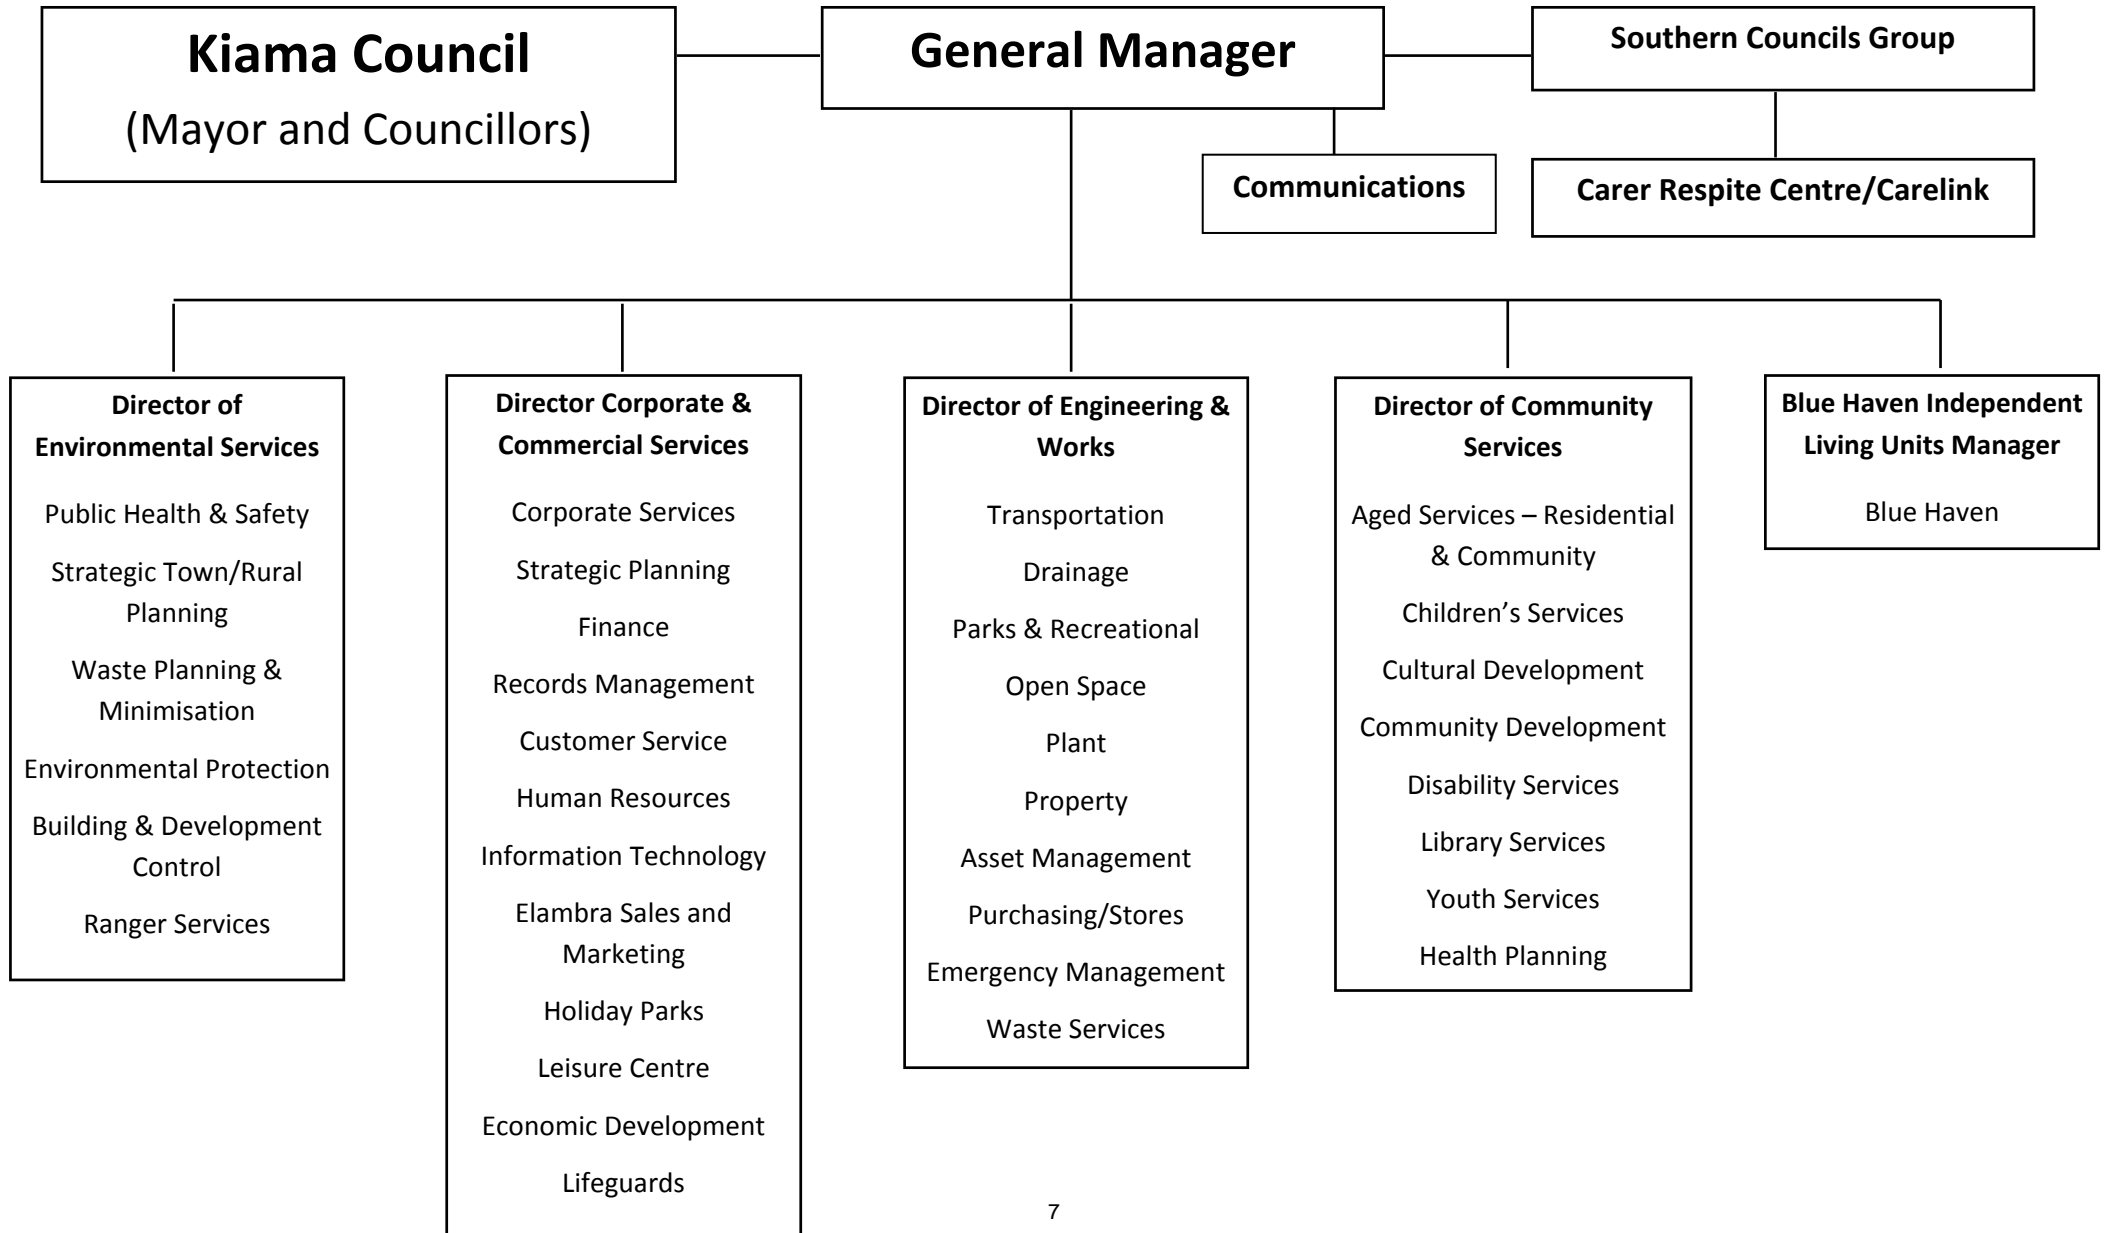 Kiama Council
(Mayor and Councillors)
General Manager
Southern Councils Group
Communications
Carer Respite Centre/Carelink
Director of
Environmental Services
Public Health & Safety
Strategic Town/Rural
Planning
Waste Planning &
Minimisation
Environmental Protection
Building & Development
Control
Ranger Services
Director Corporate &
Commercial Services
Corporate Services
Strategic Planning
Finance
Records Management
Customer Service
Human Resources
Information Technology
Elambra Sales and
Marketing
Holiday Parks
Leisure Centre
Economic Development
Lifeguards
Director of Engineering &
Works
Transportation
Drainage
Parks & Recreational
Open Space
Plant
Property
Asset Management
Purchasing/Stores
Emergency Management
Waste Services
Director of Community
Services
Aged Services – Residential
& Community
Children’s Services
Cultural Development
Community Development
Disability Services
Library Services
Youth Services
Health Planning
Blue Haven Independent
Living Units Manager
Blue Haven
7